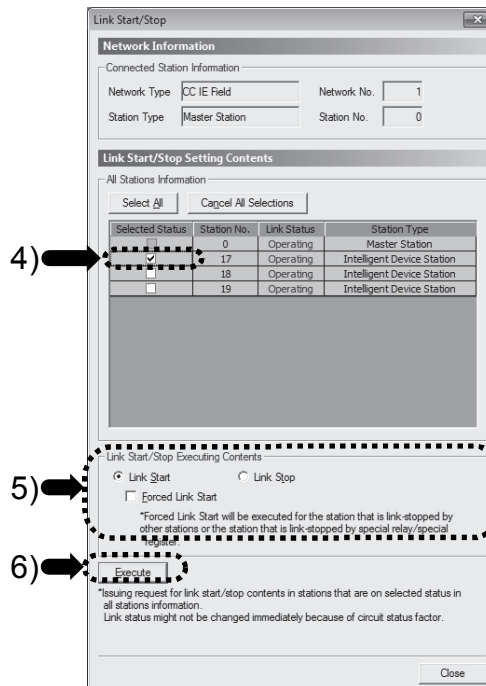 Link Start/Stop
Network Information
Connected Station Information
Network Type CC IE Field Network No. 1
Station Type Master Station Station No. 0
Link Start/Stop Setting Contents
All Stations Information
Select All Cancel All Selections
Selected Status Station No. Link Status Station Type
0 Operating Master Station
4) 17 Operating Intelligent Device Station
18 Operating Intelligent Device Station
19 Operating Intelligent Device Station
Link Start/Stop Executing Contents
5) Link Start Link Stop
Forced Link Start
*Forced Link Start will be executed for the station that is link-stopped by
other stations or the station that is link-stopped by special relay/special
register.
6) Execute
*Issuing request for link start/stop contents in stations that are on selected status in
all stations information.
Link status might not be changed immediately because of circuit status factor.
Close